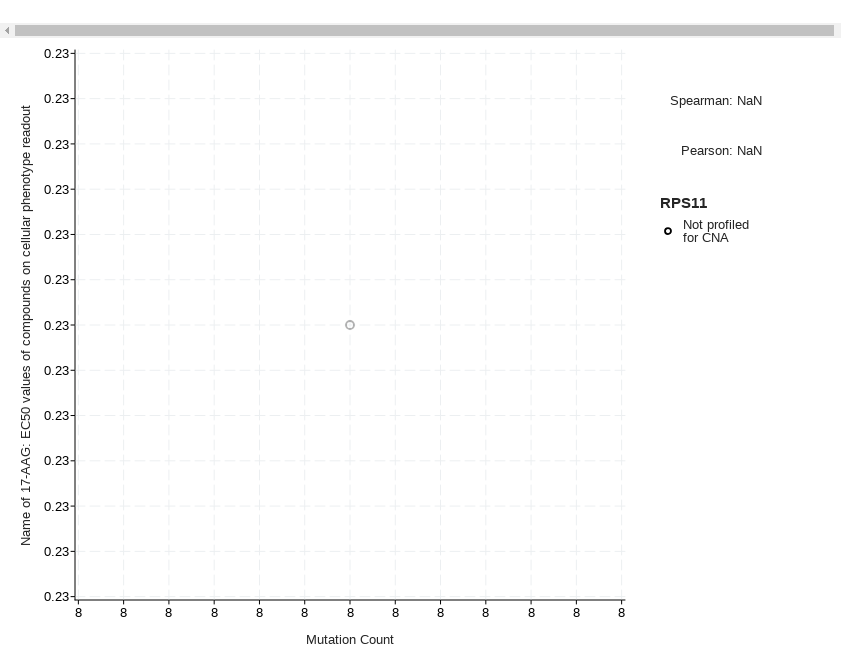 0.23
0.23
0.23
0.23
0.23
0.23
0.23
0.23
0.23
0.23
0.23
0.23
0.23
Name of 17-AAG: EC50 values of compounds on cellular phenotype readout
8 8 8 8 8 8 8 8 8 8 8 8 8
Mutation Count
Spearman: NaN
Pearson: NaN
RPS11
Not profiled
for CNA